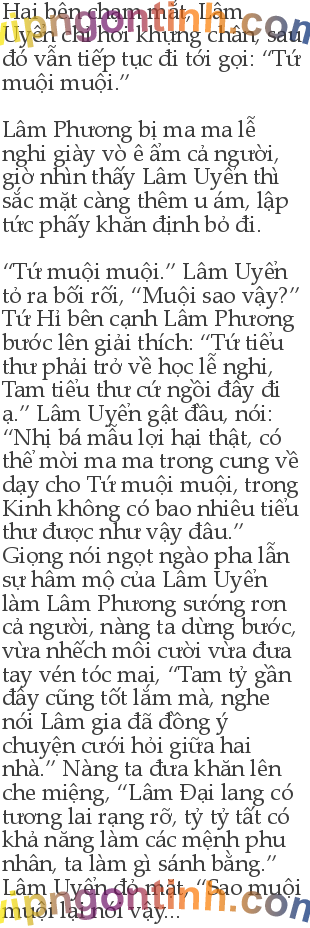 Hai bên chạm mặt, Lâm
Uyển chỉ hơi khựng chân, sau
đó vẫn tiếp tục đi tới gọi: “Tứ
muội muội.”
Lâm Phương bị ma ma lễ
nghi giày vò ê ẩm cả người,
giờ nhìn thấy Lâm Uyển thì
sắc mặt càng thêm u ám, lập
tức phẩy khăn định bỏ đi.
“Tứ muội muội.” Lâm Uyển
tỏ ra bối rối, “Muội sao vậy?”
Tứ Hỉ bên cạnh Lâm Phương
bước lên giải thích: “Tứ tiểu
thư phải trở về học lễ nghi,
Tam tiểu thư cứ ngồi đây đi
ạ.” Lâm Uyển gật đầu, nói:
“Nhị bá mẫu lợi hại thật, có
thể mời ma ma trong cung về
dạy cho Tứ muội muội, trong
Kinh không có bao nhiêu tiểu
thư được như vậy đâu.”
Giọng nói ngọt ngào pha lẫn
sự hâm mộ của Lâm Uyển
làm Lâm Phương sướng rơn
cả người, nàng ta dừng bước,
vừa nhếch môi cười vừa đưa
tay vén tóc mai, “Tam tỷ gần
đây cũng tốt lắm mà, nghe
nói Lâm gia đã đồng ý
chuyện cưới hỏi giữa hai
nhà.” Nàng ta đưa khăn lên
che miệng, “Lâm Đại lang có
tương lai rạng rỡ, tỷ tỷ tất có
khả năng làm các mệnh phu
nhân, ta làm gì sánh bằng.”
Lâm Uyển đỏ mặt, “Sao muội
muội lại nói vậy...
vipngontinh.com
vipngontinh.com